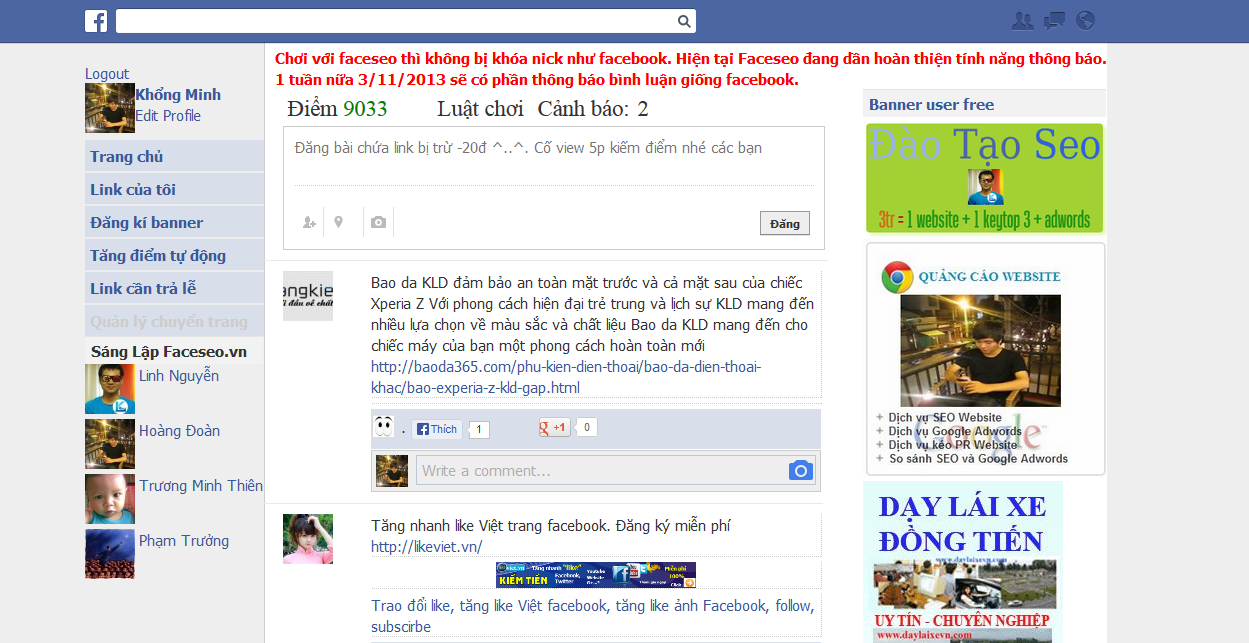 f
Chơi với faceseo thì không bị khóa nick như facebook. Hiện tại Faceseo đang dần hoàn thiện tính năng thông báo.
1 tuần nữa 3/11/2013 sẽ có phần thông báo bình luận giống facebook.
Logout
Khổng Minh
Edit Profile
Trang chủ
Link của tôi
Đăng kí banner
Tăng điểm tự động
Link cần trả lễ
Quản lý chuyển trang
Sáng Lập Faceseo.vn
Linh Nguyễn
Hoàng Đoàn
Trương Minh Thiên
Phạm Trưởng
Điểm 9033 Luật chơi Cảnh báo: 2
Đăng bài chứa link bị trừ -20đ ^..^. Cố view 5p kiếm điểm nhé các bạn
Đăng
Bao da KLD đảm bảo an toàn mặt trước và cả mặt sau của chiếc
Xperia Z Với phong cách hiện đại trẻ trung và lịch sự KLD mang đến
nhiều lựa chọn về màu sắc và chất liệu Bao da KLD mang đến cho
chiếc máy của bạn một phong cách hoàn toàn mới
http://baoda365.com/phu-kien-dien-thoai/bao-da-dien-thoai-
khac/bao-experia-z-kld-gap.html
. Thích 1 g +1 0
Write a comment...
Tăng nhanh like Việt trang facebook. Đăng ký miễn phí
http://likeviet.vn/
KIẾM TIỀN
Trao đổi like, tăng like Việt facebook, tăng like ảnh Facebook, follow,
subscirbe
Banner user free
Đào Tạo Seo
3tr = 1 website + 1 keytop 3 + adwords
QUẢNG CÁO WEBSITE
Google
+ Dịch vụ SEO Website
+ Dịch vụ Google Adwords
+ Dịch vụ kéo PR Website
+ So sánh SEO và Google Adwords
DẠY LÁI XE
ĐỒNG TIẾN
www.daylaixevn.com
UY TÍN - CHUYÊN NGHIỆP
www.daylaixevn.com